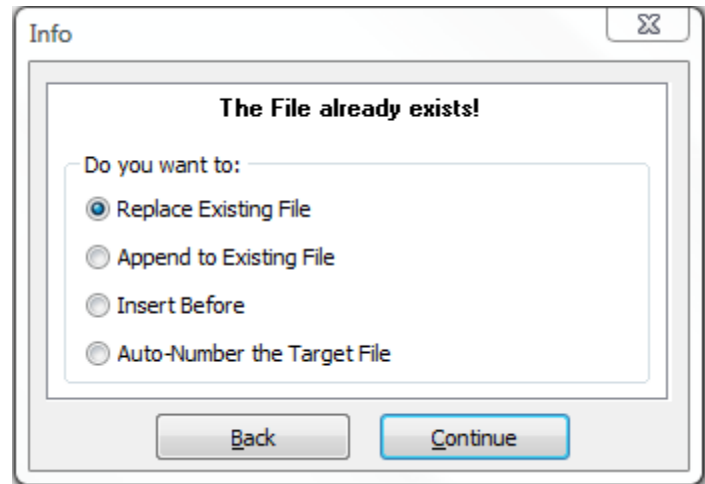 Info
The File already exists!
Do you want to:
Replace Existing File
Append to Existing File
Insert Before
Auto-Number the Target File
Back Continue